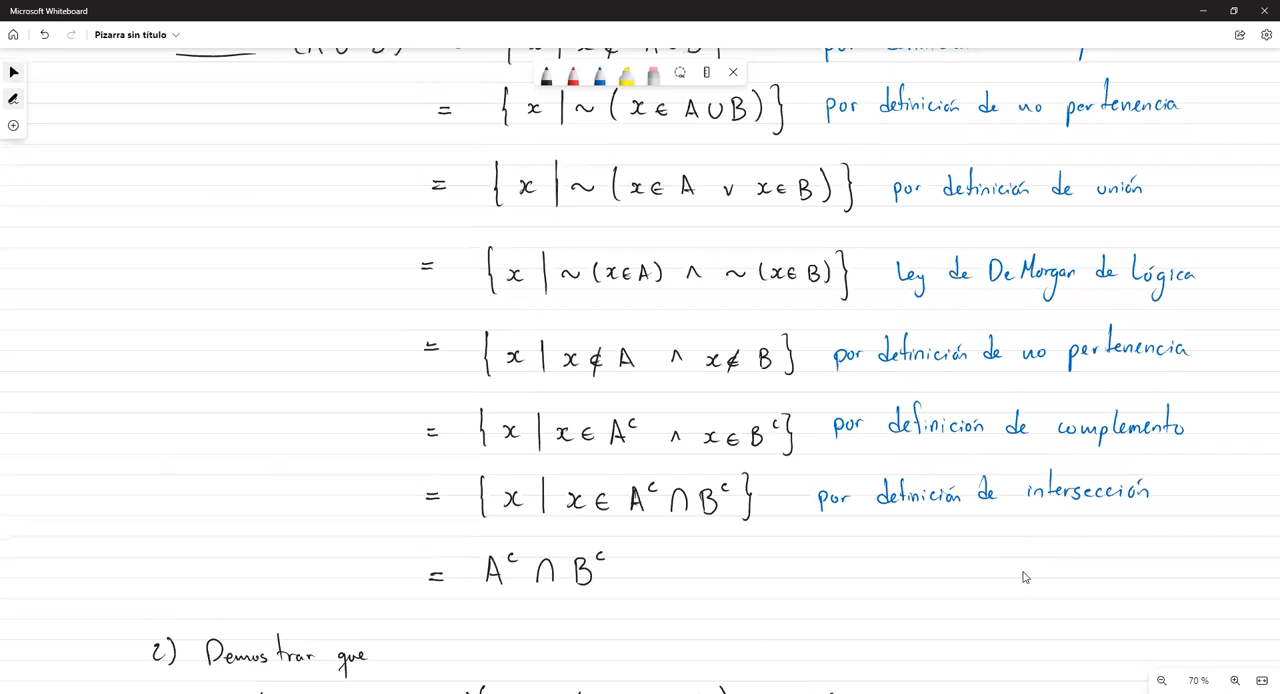 Microsoft Whiteboard
Pizarra sin título
= { x | ~ ( x ∈ A ∪ B ) } por definición de no pertenencia
= { x | ~ ( x ∈ A ∨ x ∈ B ) } por definición de unión
= { x | ~ (x ∈ A) ∧ ~ (x ∈ B) } Ley de De Morgan de Lógica
= { x | x ∉ A ∧ x ∉ B } por definición de no pertenencia
= { x | x ∈ Aᶜ ∧ x ∈ Bᶜ } por definición de complemento
= { x | x ∈ Aᶜ ∩ Bᶜ } por definición de intersección
= Aᶜ ∩ Bᶜ
2) Demostrar que
70 %